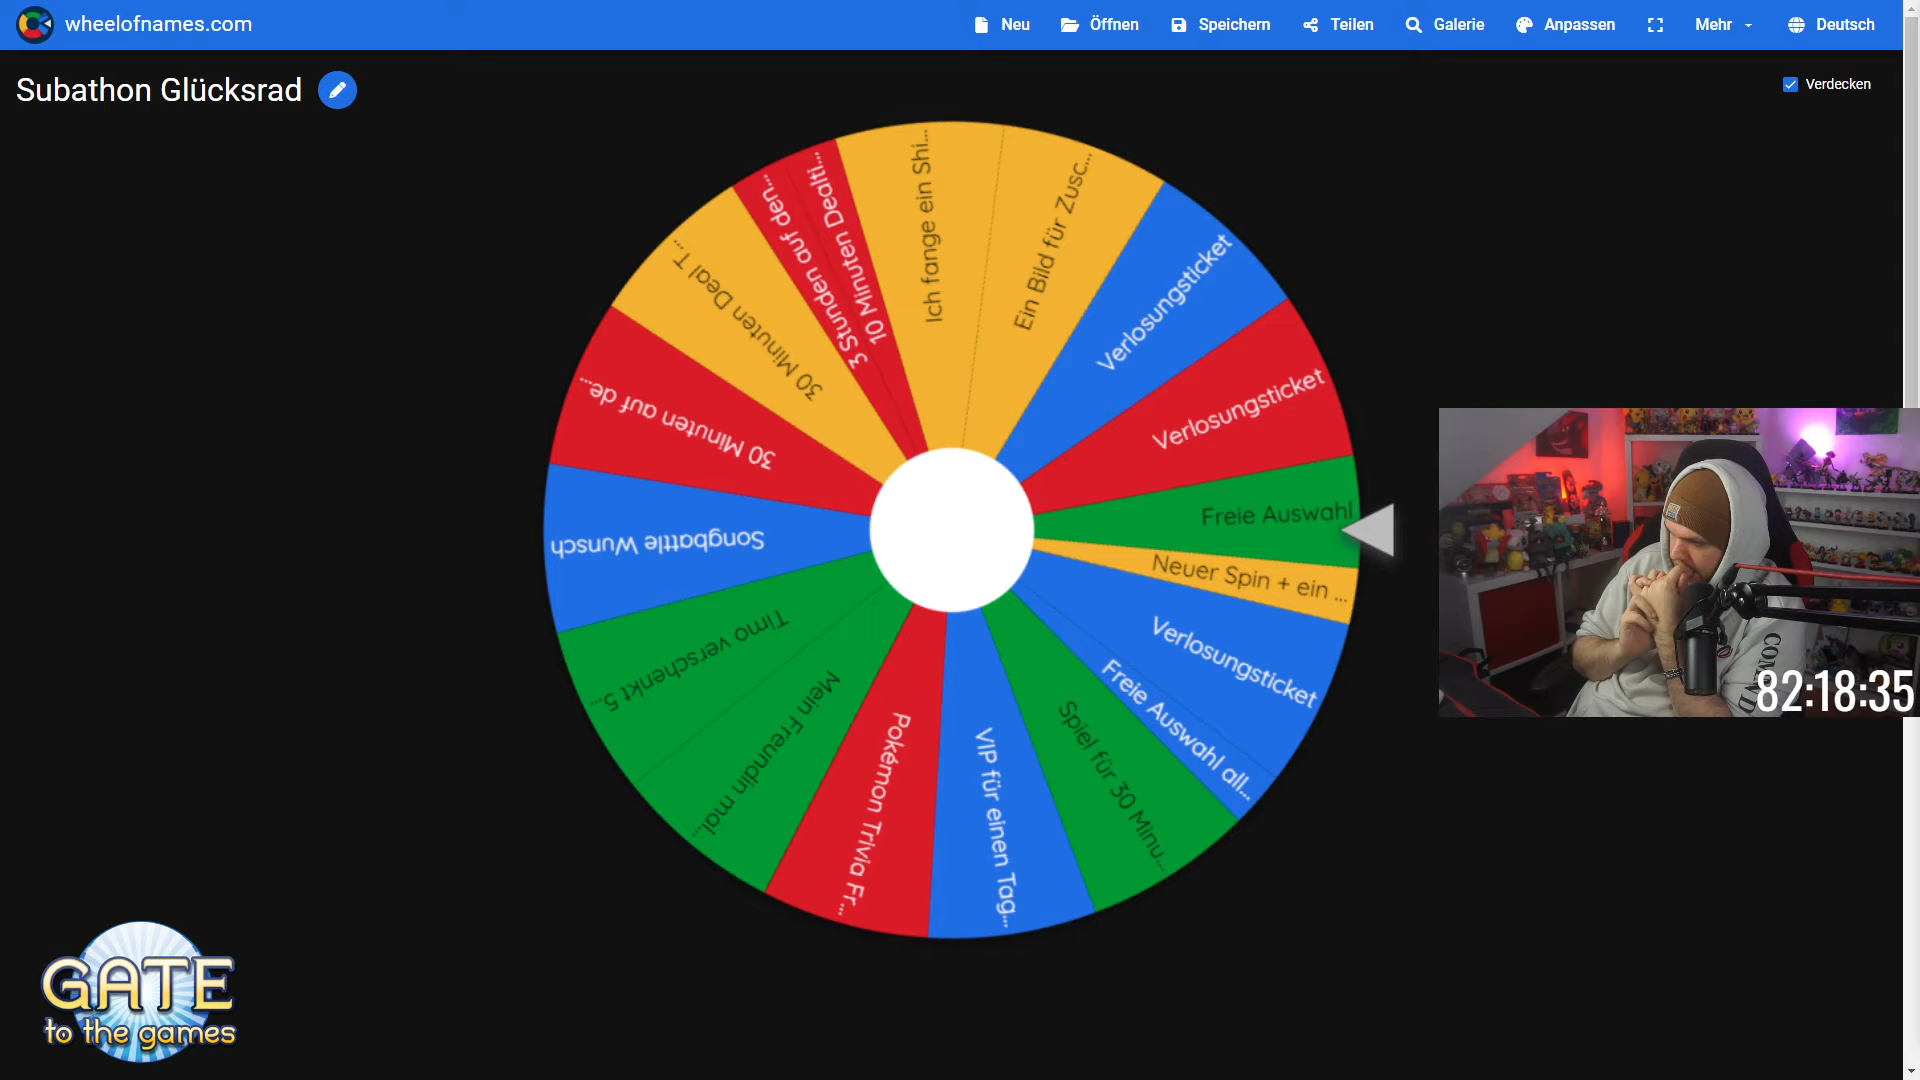 wheelofnames.com
Neu
Öffnen
Speichern
Teilen
Galerie
Anpassen
Mehr
Deutsch
Subathon Glücksrad
Verdecken
Ich fange ein Shi...
Ein Bild für Zusc...
Verlosungsticket
Verlosungsticket
Freie Auswahl
Neuer Spin + ein ...
Verlosungsticket
Freie Auswahl all...
Spiel für 30 Minu...
VIP für einen Tag...
Pokémon Trivia Fr...
Mein Freundin mal...
Timo verschenkt 5...
Songbattle Wunsch
30 Minuten auf de...
30 Minuten Deal T...
3 Stunden auf den...
10 Minuten Dealti...
82:18:35
GATE
to the games